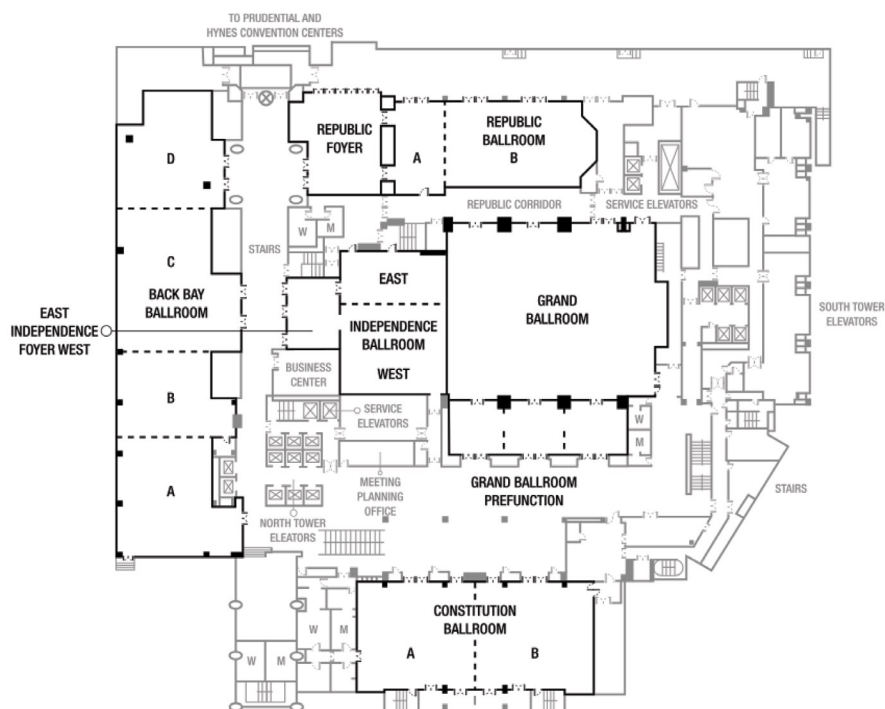 TO PRUDENTIAL AND
HYNES CONVENTION CENTERS
REPUBLIC
FOYER
A
REPUBLIC
BALLROOM
B
D
REPUBLIC CORRIDOR
SERVICE ELEVATORS
W
M
STAIRS
C
BACK BAY
BALLROOM
EAST
GRAND
BALLROOM
EAST
INDEPENDENCE
FOYER WEST
INDEPENDENCE
BALLROOM
WEST
SOUTH TOWER
ELEVATORS
BUSINESS
CENTER
B
SERVICE
ELEVATORS
W
M
A
MEETING
PLANNING
OFFICE
GRAND BALLROOM
PREFUNCTION
STAIRS
NORTH TOWER
ELEATORS
CONSTITUTION
BALLROOM
W
M
A
B
W
M